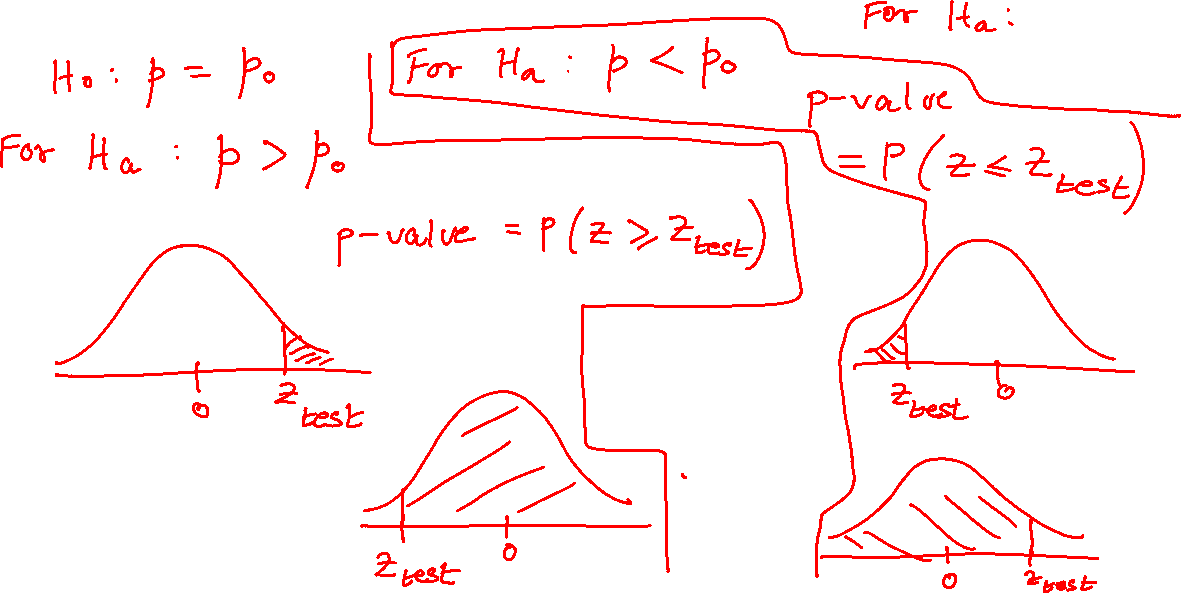 H₀ : p = p₀
For Hₐ : p > p₀
p-value = P(z ≥ z_test)
0
z_test
z_test
0
For Hₐ : p < p₀
p-value
= P(z ≤ z_test)
z_test
0
0
z_test
For Hₐ :